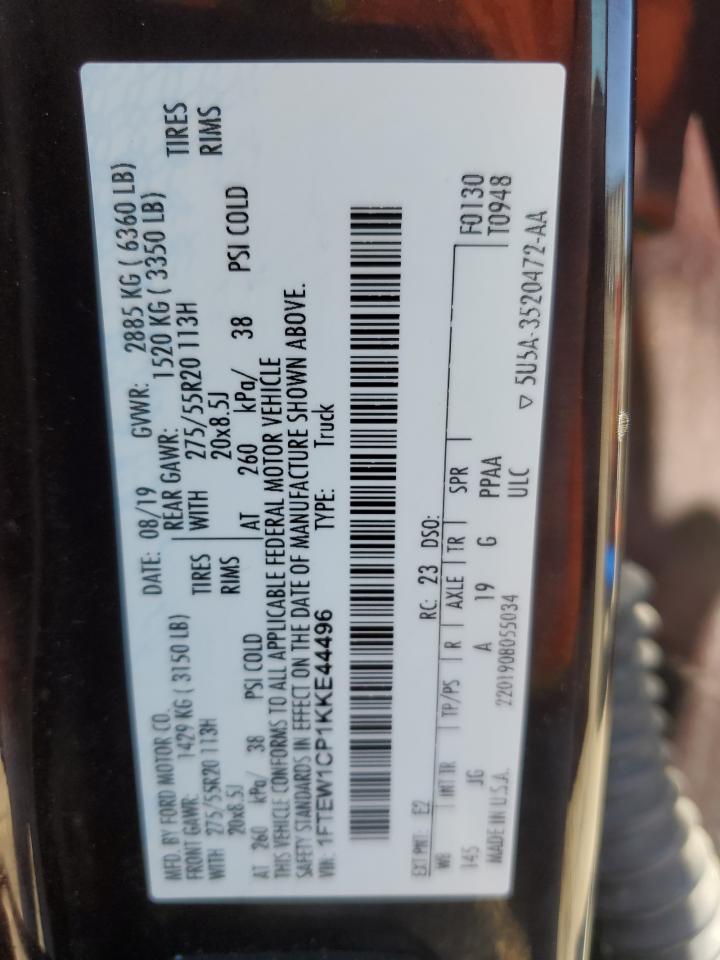 MFD. BY FORD MOTOR CO. DATE: 08/19 GVWR: 2885 KG ( 6360 LB)
FRONT GAWR: 1429 KG ( 3150 LB) REAR GAWR: 1520 KG ( 3350 LB)
WITH 275/55R20 113H TIRES WITH 275/55R20 113H TIRES
20x8.5J RIMS 20x8.5J RIMS
AT 260 kPa/ 38 PSI COLD AT 260 kPa/ 38 PSI COLD
THIS VEHICLE CONFORMS TO ALL APPLICABLE FEDERAL MOTOR VEHICLE
SAFETY STANDARDS IN EFFECT ON THE DATE OF MANUFACTURE SHOWN ABOVE.
VIN: 1FTEW1CP1KKE44496 TYPE: Truck
EXT PNT: E2 RC: 23 DSO:
WB INT TR TP/PS R AXLE TR SPR F0130
145 JG A 19 G PPAA T0948
MADE IN U.S.A. 2201908055034 ULC
▽ 5U5A-3520472-AA